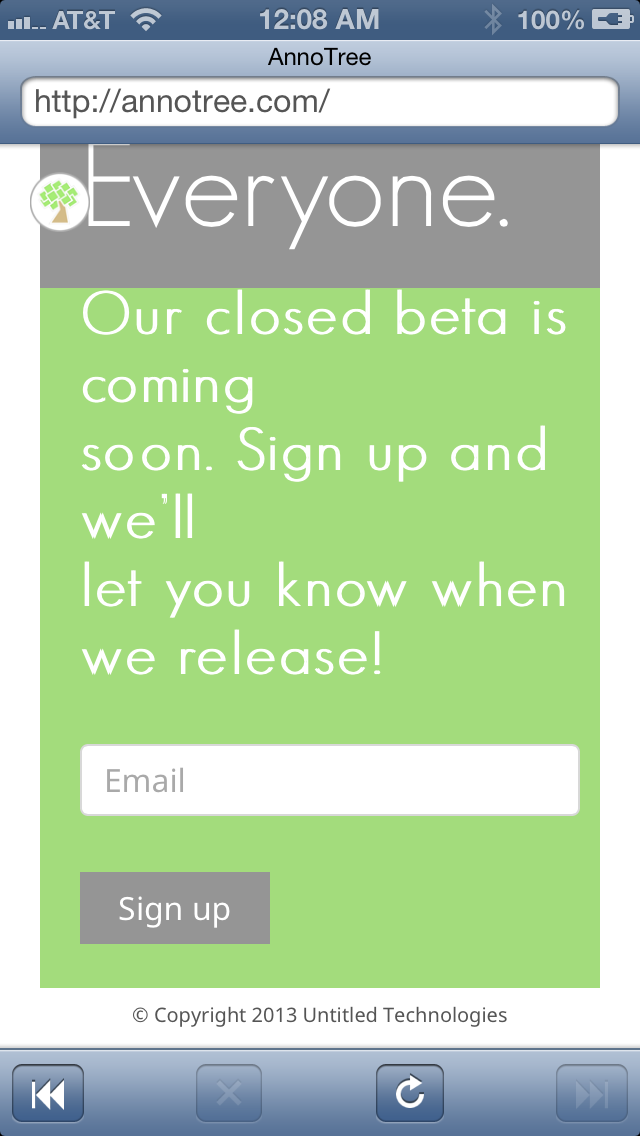 AT&T 12:08 AM 100%
AnnoTree
http://annotree.com/
Everyone.
Our closed beta is
coming
soon. Sign up and
we'll
let you know when
we release!
Email
Sign up
© Copyright 2013 Untitled Technologies